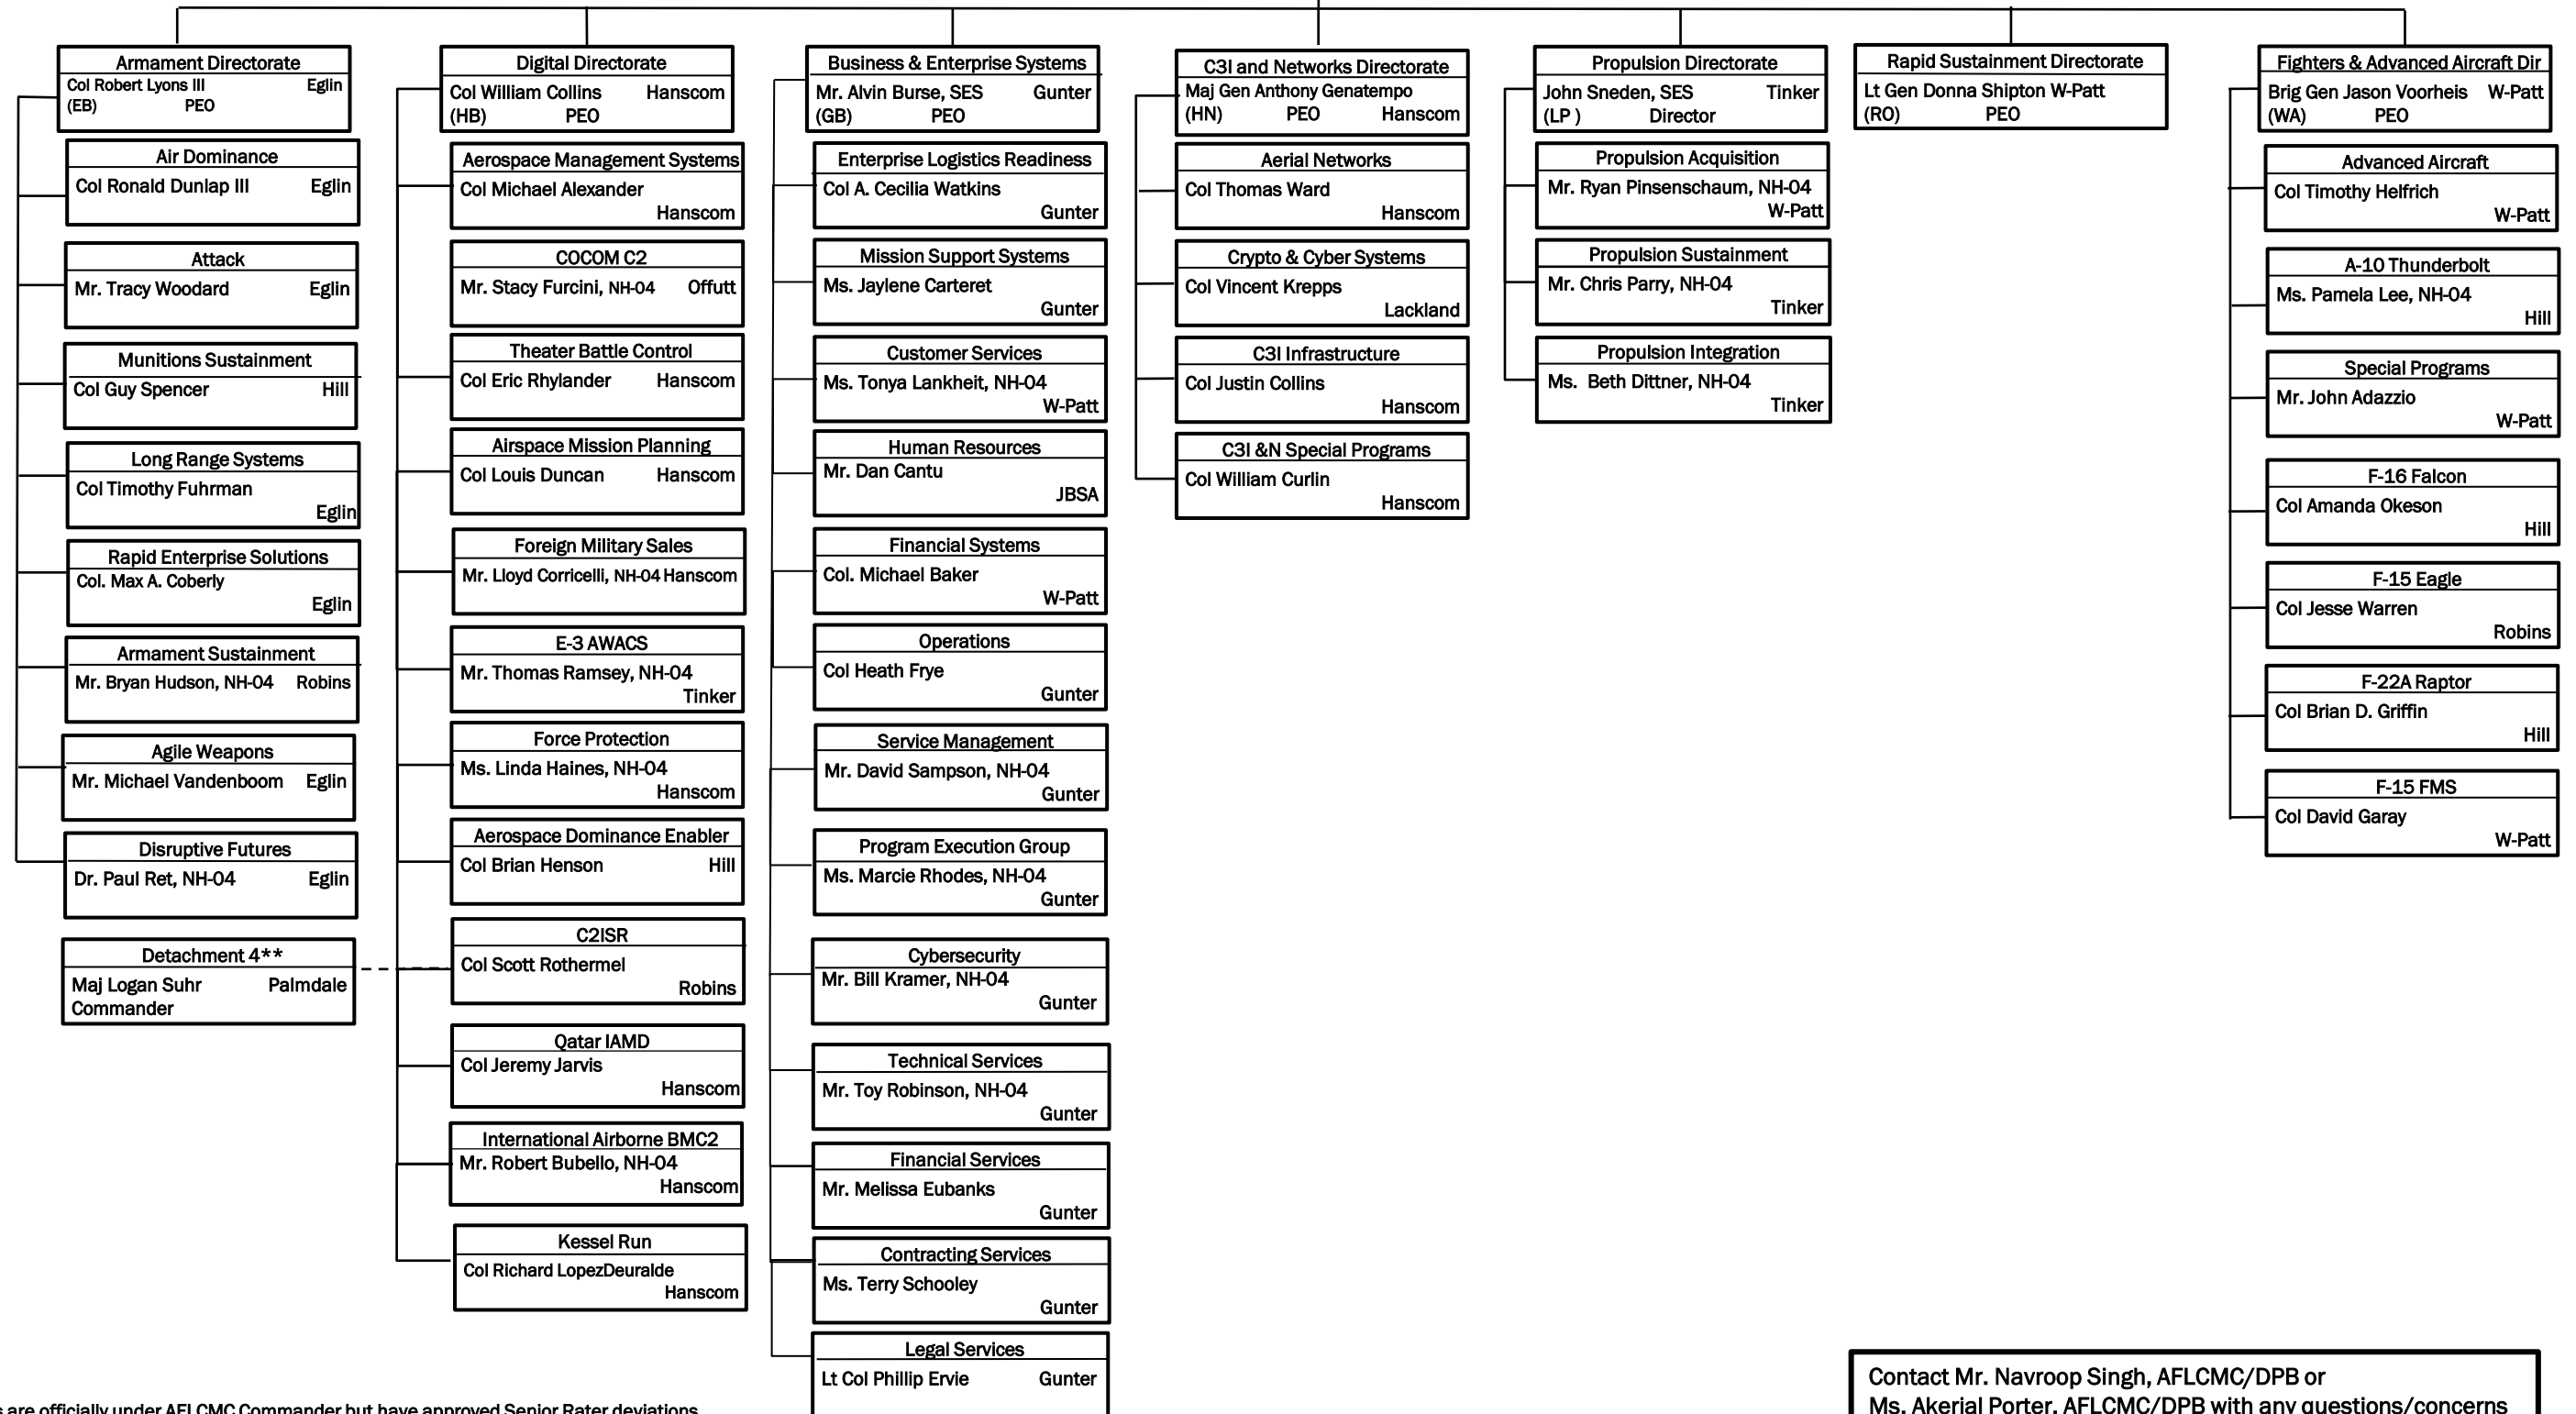 Armament Directorate
Col Robert Lyons III Eglin
(EB) PEO
Air Dominance
Col Ronald Dunlap III Eglin
Attack
Mr. Tracy Woodard Eglin
Munitions Sustainment
Col Guy Spencer Hill
Long Range Systems
Col Timothy Fuhrman
Eglin
Rapid Enterprise Solutions
Col. Max A. Coberly
Eglin
Armament Sustainment
Mr. Bryan Hudson, NH-04 Robins
Agile Weapons
Mr. Michael Vandenboom Eglin
Disruptive Futures
Dr. Paul Ret, NH-04 Eglin
Detachment 4**
Maj Logan Suhr Palmdale
Commander
Digital Directorate
Col William Collins Hanscom
(HB) PEO
Aerospace Management Systems
Col Michael Alexander
Hanscom
COCOM C2
Mr. Stacy Furcini, NH-04 Offutt
Theater Battle Control
Col Eric Rhylander Hanscom
Airspace Mission Planning
Col Louis Duncan Hanscom
Foreign Military Sales
Mr. Lloyd Corricelli, NH-04 Hanscom
E-3 AWACS
Mr. Thomas Ramsey, NH-04
Tinker
Force Protection
Ms. Linda Haines, NH-04
Hanscom
Aerospace Dominance Enabler
Col Brian Henson Hill
C2ISR
Col Scott Rothermel
Robins
Qatar IAMD
Col Jeremy Jarvis
Hanscom
International Airborne BMC2
Mr. Robert Bubello, NH-04
Hanscom
Kessel Run
Col Richard LopezDeuralde
Hanscom
Business & Enterprise Systems
Mr. Alvin Burse, SES Gunter
(GB) PEO
Enterprise Logistics Readiness
Col A. Cecilia Watkins
Gunter
Mission Support Systems
Ms. Jaylene Carteret
Gunter
Customer Services
Ms. Tonya Lankheit, NH-04
W-Patt
Human Resources
Mr. Dan Cantu
JBSA
Financial Systems
Col. Michael Baker
W-Patt
Operations
Col Heath Frye
Gunter
Service Management
Mr. David Sampson, NH-04
Gunter
Program Execution Group
Ms. Marcie Rhodes, NH-04
Gunter
Cybersecurity
Mr. Bill Kramer, NH-04
Gunter
Technical Services
Mr. Toy Robinson, NH-04
Gunter
Financial Services
Mr. Melissa Eubanks
Gunter
Contracting Services
Ms. Terry Schooley
Gunter
Legal Services
Lt Col Phillip Ervie Gunter
C3I and Networks Directorate
Maj Gen Anthony Genatempo
(HN) PEO Hanscom
Aerial Networks
Col Thomas Ward
Hanscom
Crypto & Cyber Systems
Col Vincent Krepps
Lackland
C3I Infrastructure
Col Justin Collins
Hanscom
C3I &N Special Programs
Col William Curlin
Hanscom
Propulsion Directorate
John Sneden, SES Tinker
(LP ) Director
Propulsion Acquisition
Mr. Ryan Pinsenschaum, NH-04
W-Patt
Propulsion Sustainment
Mr. Chris Parry, NH-04
Tinker
Propulsion Integration
Ms. Beth Dittner, NH-04
Tinker
Rapid Sustainment Directorate
Lt Gen Donna Shipton W-Patt
(RO) PEO
Fighters & Advanced Aircraft Dir
Brig Gen Jason Voorheis W-Patt
(WA) PEO
Advanced Aircraft
Col Timothy Helfrich
W-Patt
A-10 Thunderbolt
Ms. Pamela Lee, NH-04
Hill
Special Programs
Mr. John Adazzio
W-Patt
F-16 Falcon
Col Amanda Okeson
Hill
F-15 Eagle
Col Jesse Warren
Robins
F-22A Raptor
Col Brian D. Griffin
Hill
F-15 FMS
Col David Garay
W-Patt
are officially under AFLCMC Commander but have approved Senior Rater deviations
Contact Mr. Navroop Singh, AFLCMC/DPB or
Ms. Akerial Porter, AFLCMC/DPB with any questions/concerns